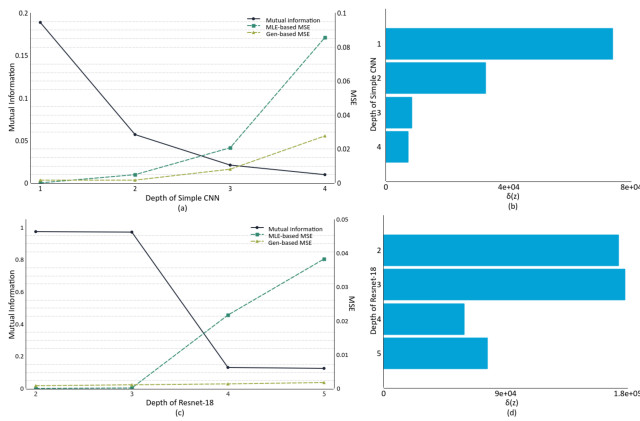 0.2
0.15
0.1
0.05
0
Mutual Information
0.1
0.08
0.06
0.04
0.02
0
MSE
Mutual information
MLE-based MSE
Gen-based MSE
1 2 3 4
Depth of Simple CNN
(a)
Depth of Simple CNN
1
2
3
4
0 4e+04 8e+04
δ(z)
(b)
1
0.8
0.6
0.4
0.2
0
Mutual Information
0.05
0.04
0.03
0.02
0.01
0
MSE
Mutual Information
MLE-based MSE
Gen-based MSE
2 3 4 5
Depth of Resnet-18
(c)
Depth of Resnet-18
2
3
4
5
0 9e+04 1.8e+05
δ(z)
(d)